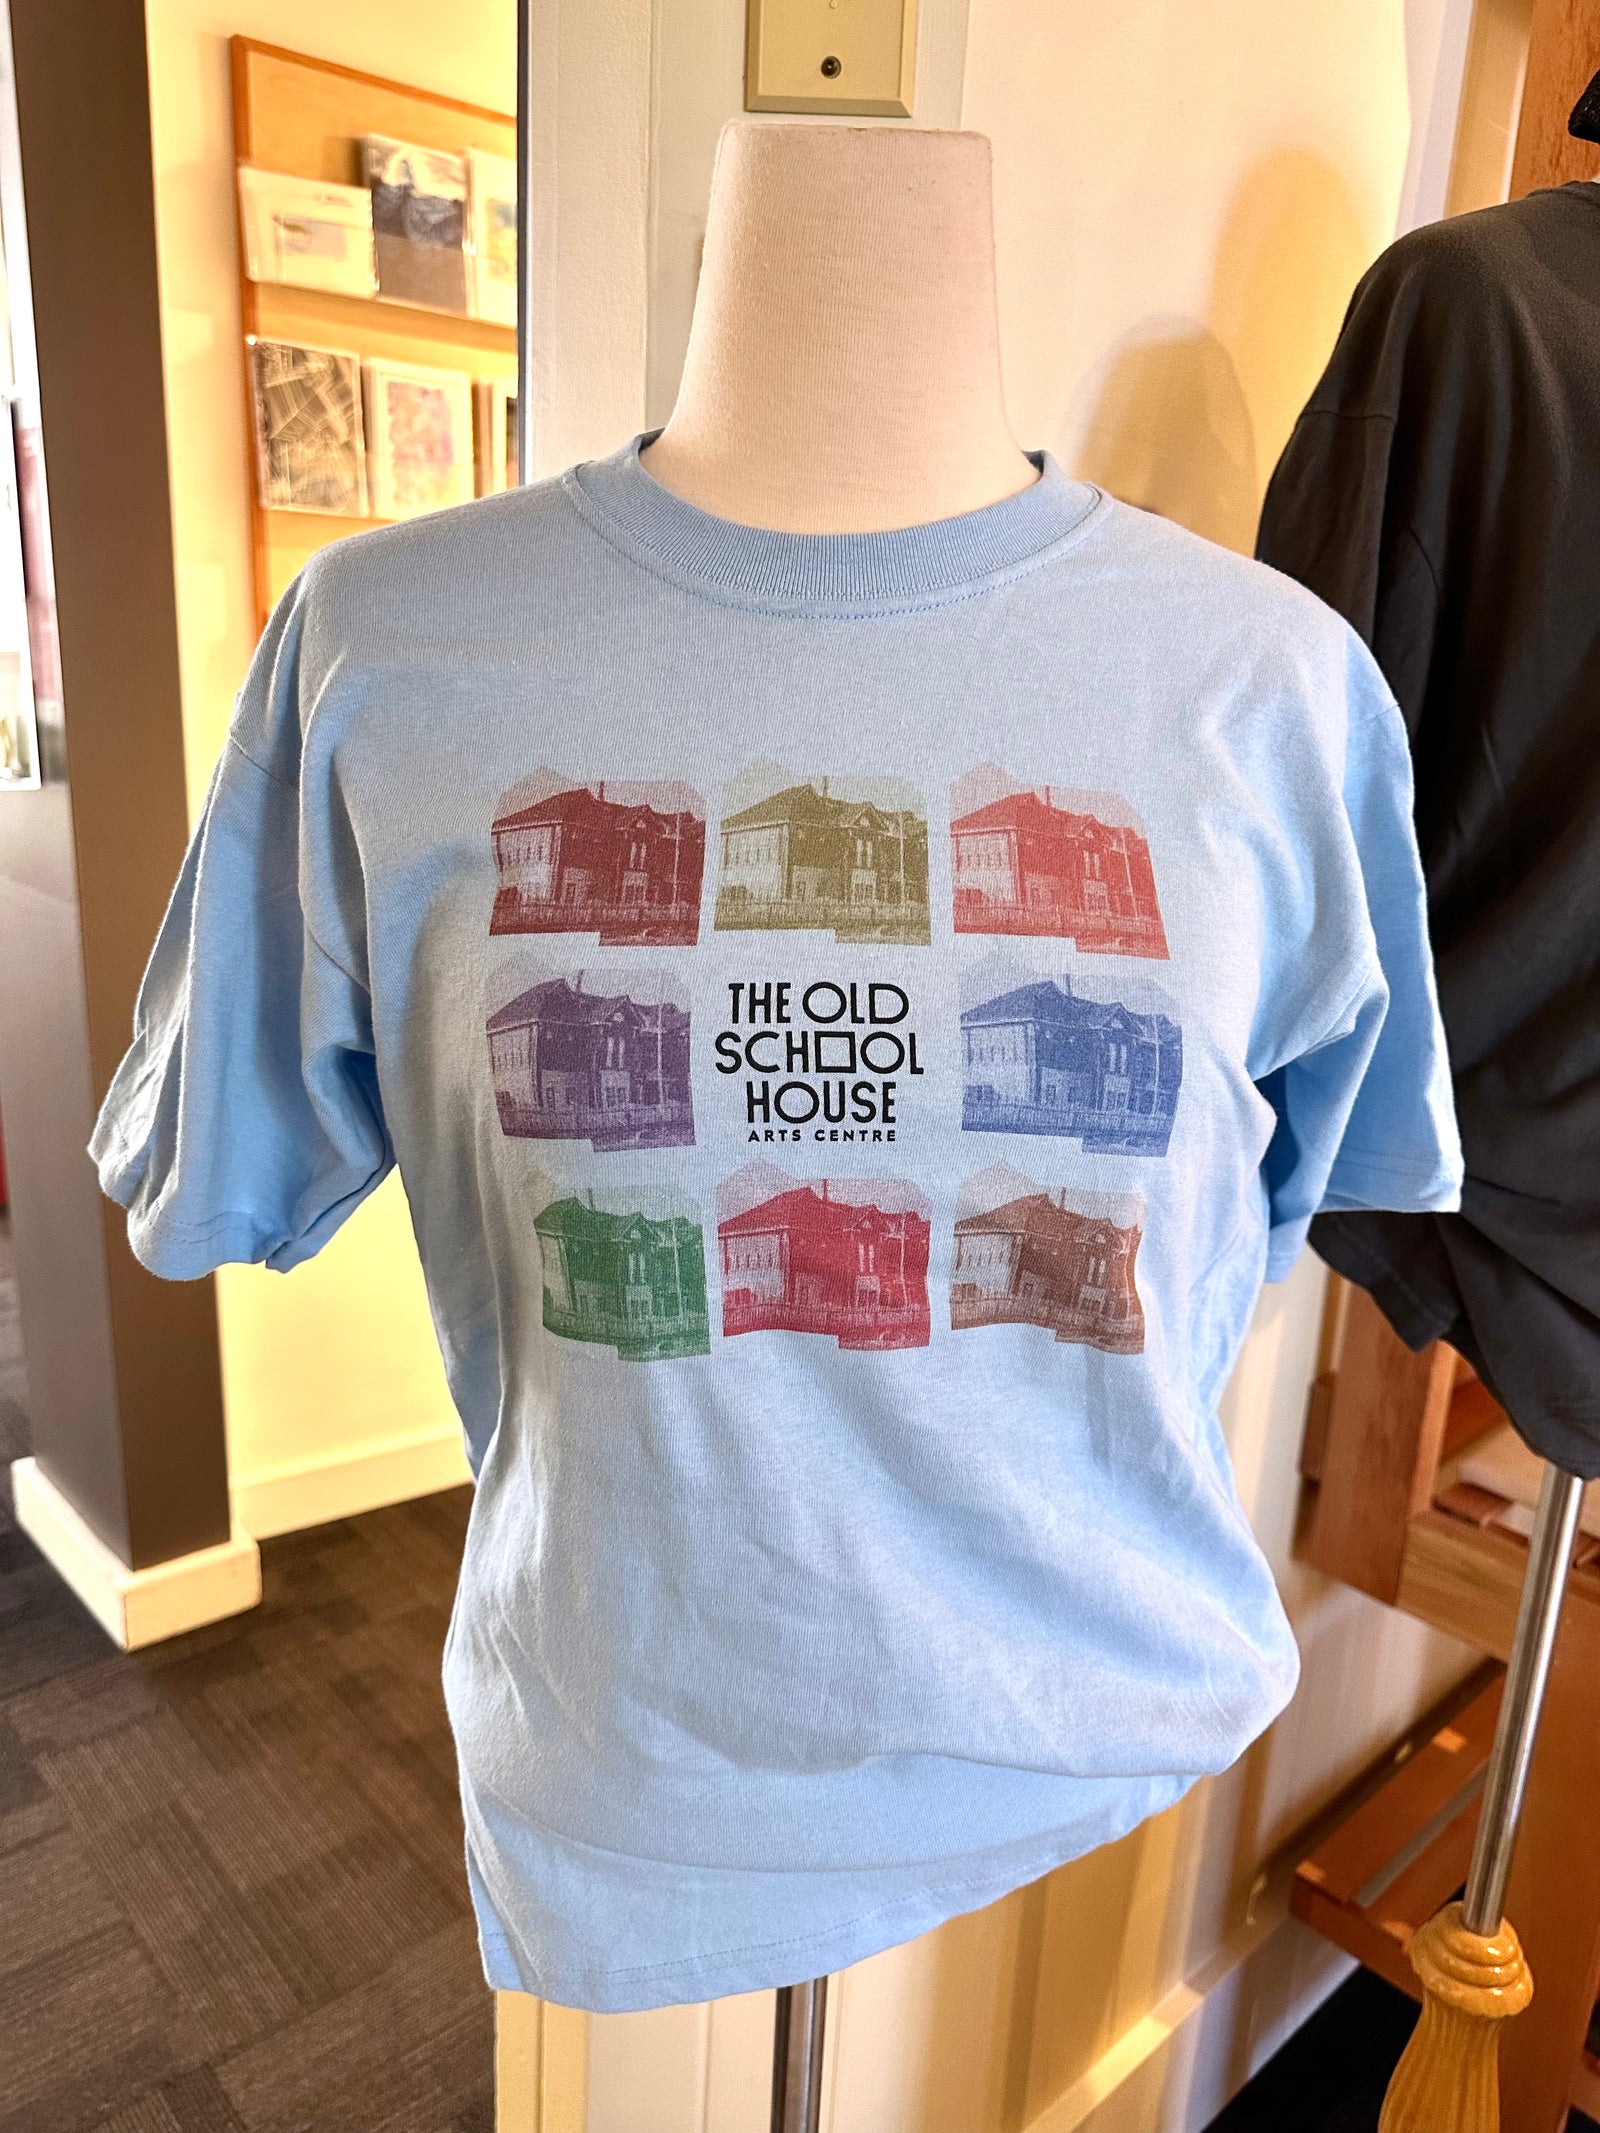 THE OLD
SCHOOL
HOUSE
ARTS CENTRE